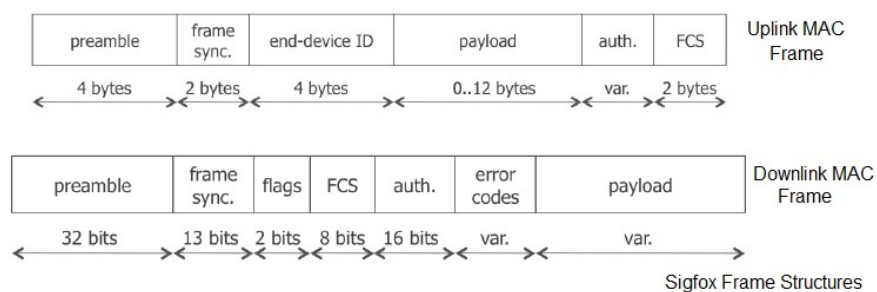 preamble
frame
sync.
end-device ID
payload
auth.
FCS
Uplink MAC
Frame
4 bytes
2 bytes
4 bytes
0..12 bytes
var.
2 bytes
preamble
frame
sync.
flags
FCS
auth.
error
codes
payload
Downlink MAC
Frame
32 bits
13 bits
2 bits
8 bits
16 bits
var.
var.
Sigfox Frame Structures